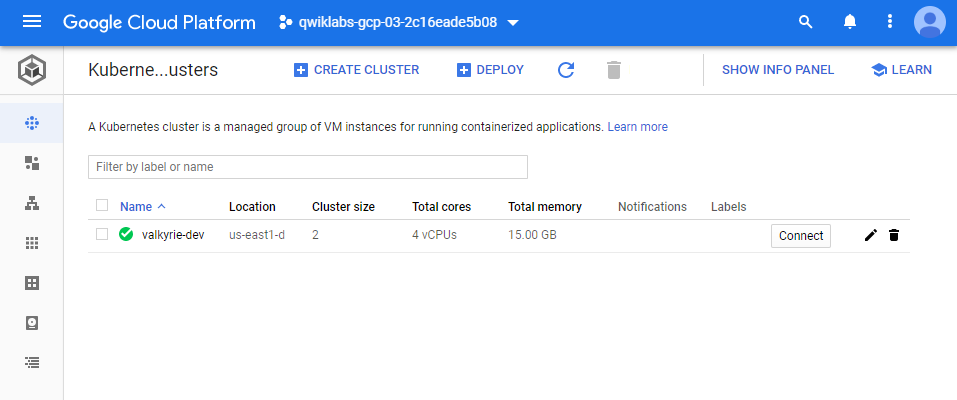 Google Cloud Platform qwiklabs-gcp-03-2c16eade5b08
Kuberne...usters CREATE CLUSTER DEPLOY SHOW INFO PANEL LEARN
A Kubernetes cluster is a managed group of VM instances for running containerized applications. Learn more
Filter by label or name
Name Location Cluster size Total cores Total memory Notifications Labels
valkyrie-dev us-east1-d 2 4 vCPUs 15.00 GB Connect